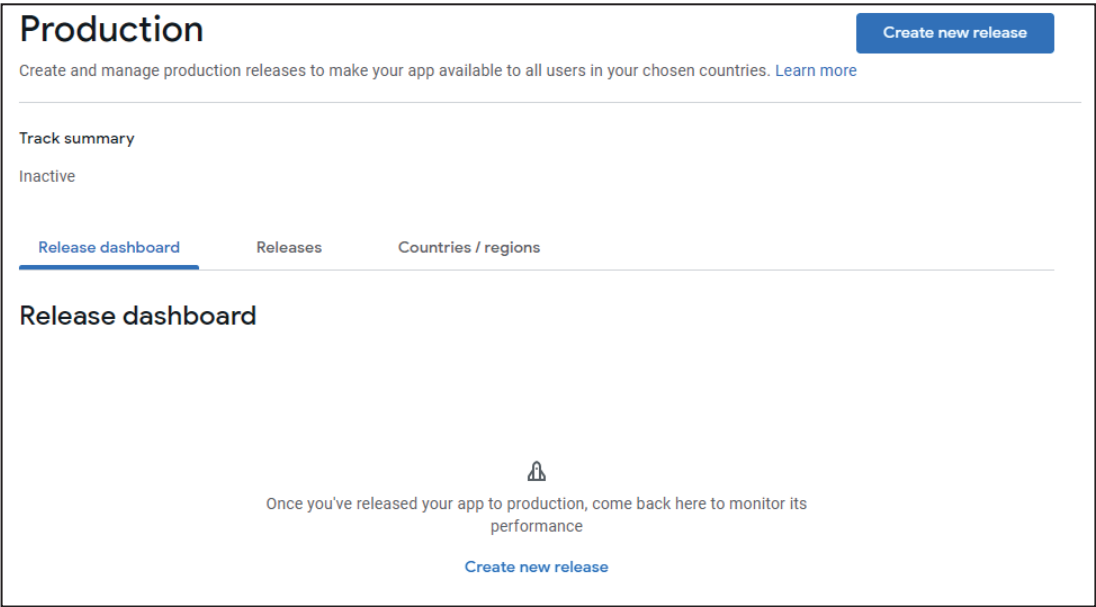 Production
Create new release
Create and manage production releases to make your app available to all users in your chosen countries. Learn more
Track summary
Inactive
Release dashboard
Releases
Countries / regions
Release dashboard
Once you've released your app to production, come back here to monitor its
performance
Create new release